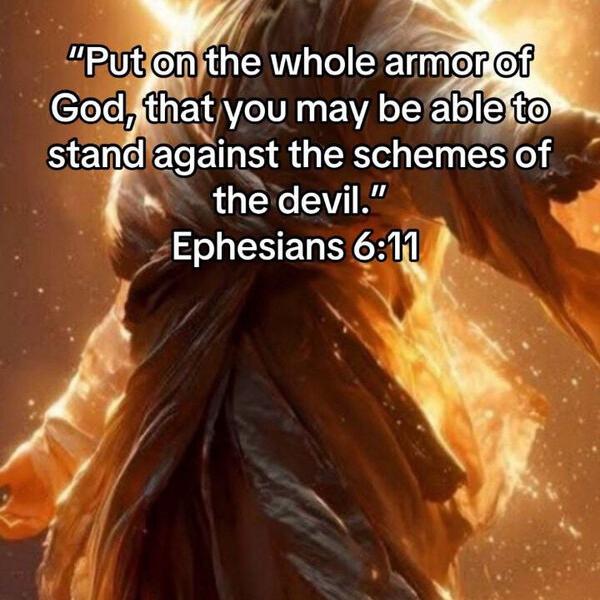 “Put on the whole armor of
God, that you may be able to
stand against the schemes of
the devil.”
Ephesians 6:11